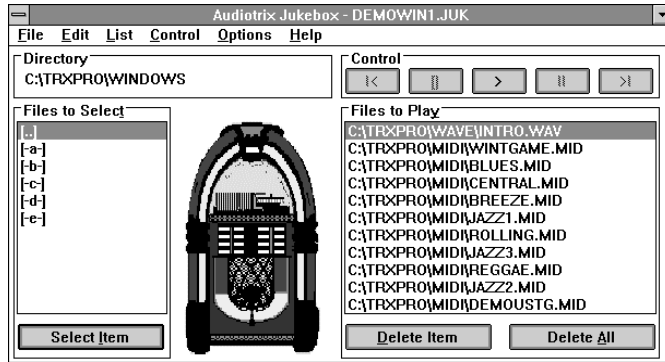 Audiotrix Jukebox - DEMOWIN1.JUK
File Edit List Control Options Help
Directory
C:\TRXPRO\WINDOWS
Control
Files to Select
[..]
[-a-]
[-b-]
[-c-]
[-d-]
[-e-]
Select Item
Files to Play
C:\TRXPRO\WAVE\INTRO.WAV
C:\TRXPRO\MIDI\WINTGAME.MID
C:\TRXPRO\MIDI\BLUES.MID
C:\TRXPRO\MIDI\CENTRAL.MID
C:\TRXPRO\MIDI\BREEZE.MID
C:\TRXPRO\MIDI\JAZZ1.MID
C:\TRXPRO\MIDI\ROLLING.MID
C:\TRXPRO\MIDI\JAZZ3.MID
C:\TRXPRO\MIDI\REGGAE.MID
C:\TRXPRO\MIDI\JAZZ2.MID
C:\TRXPRO\MIDI\DEMOUSTG.MID
Delete Item
Delete All